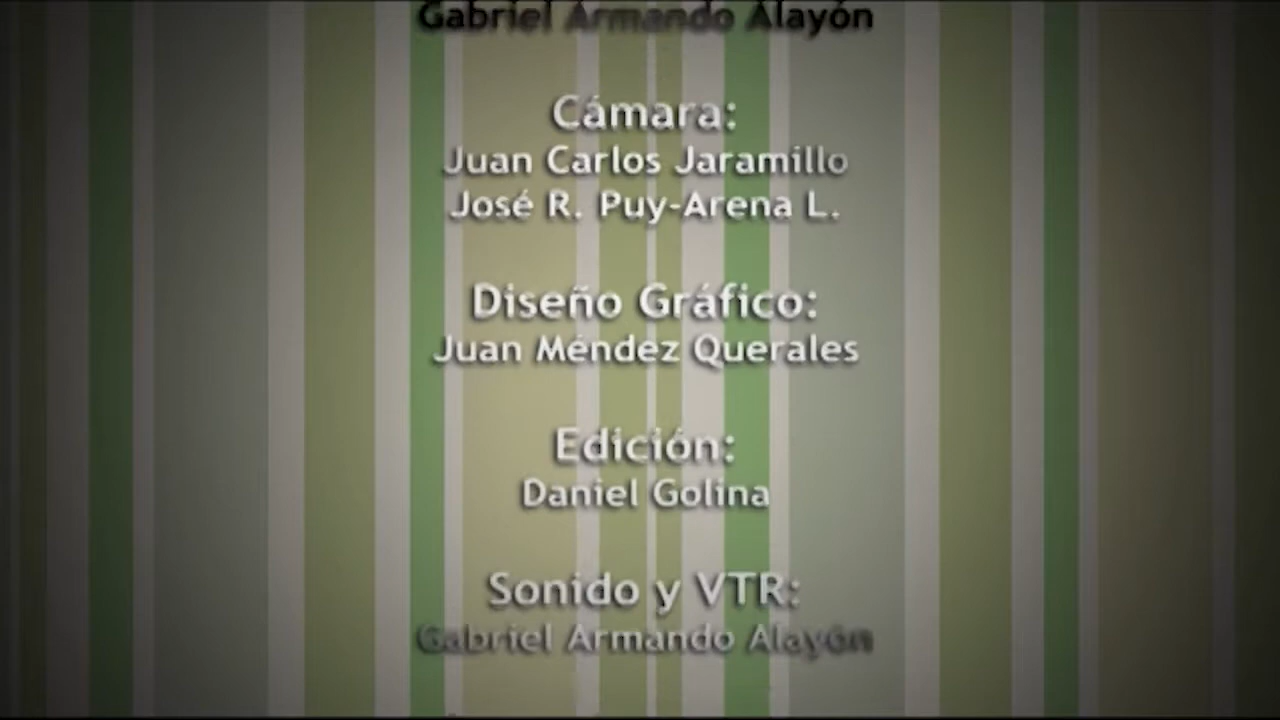 Gabriel Armando Alayón
Cámara:
Juan Carlos Jaramillo
José R. Puy-Arena L.
Diseño Gráfico:
Juan Méndez Querales
Edición:
Daniel Golina
Sonido y VTR:
Gabriel Armando Alayón